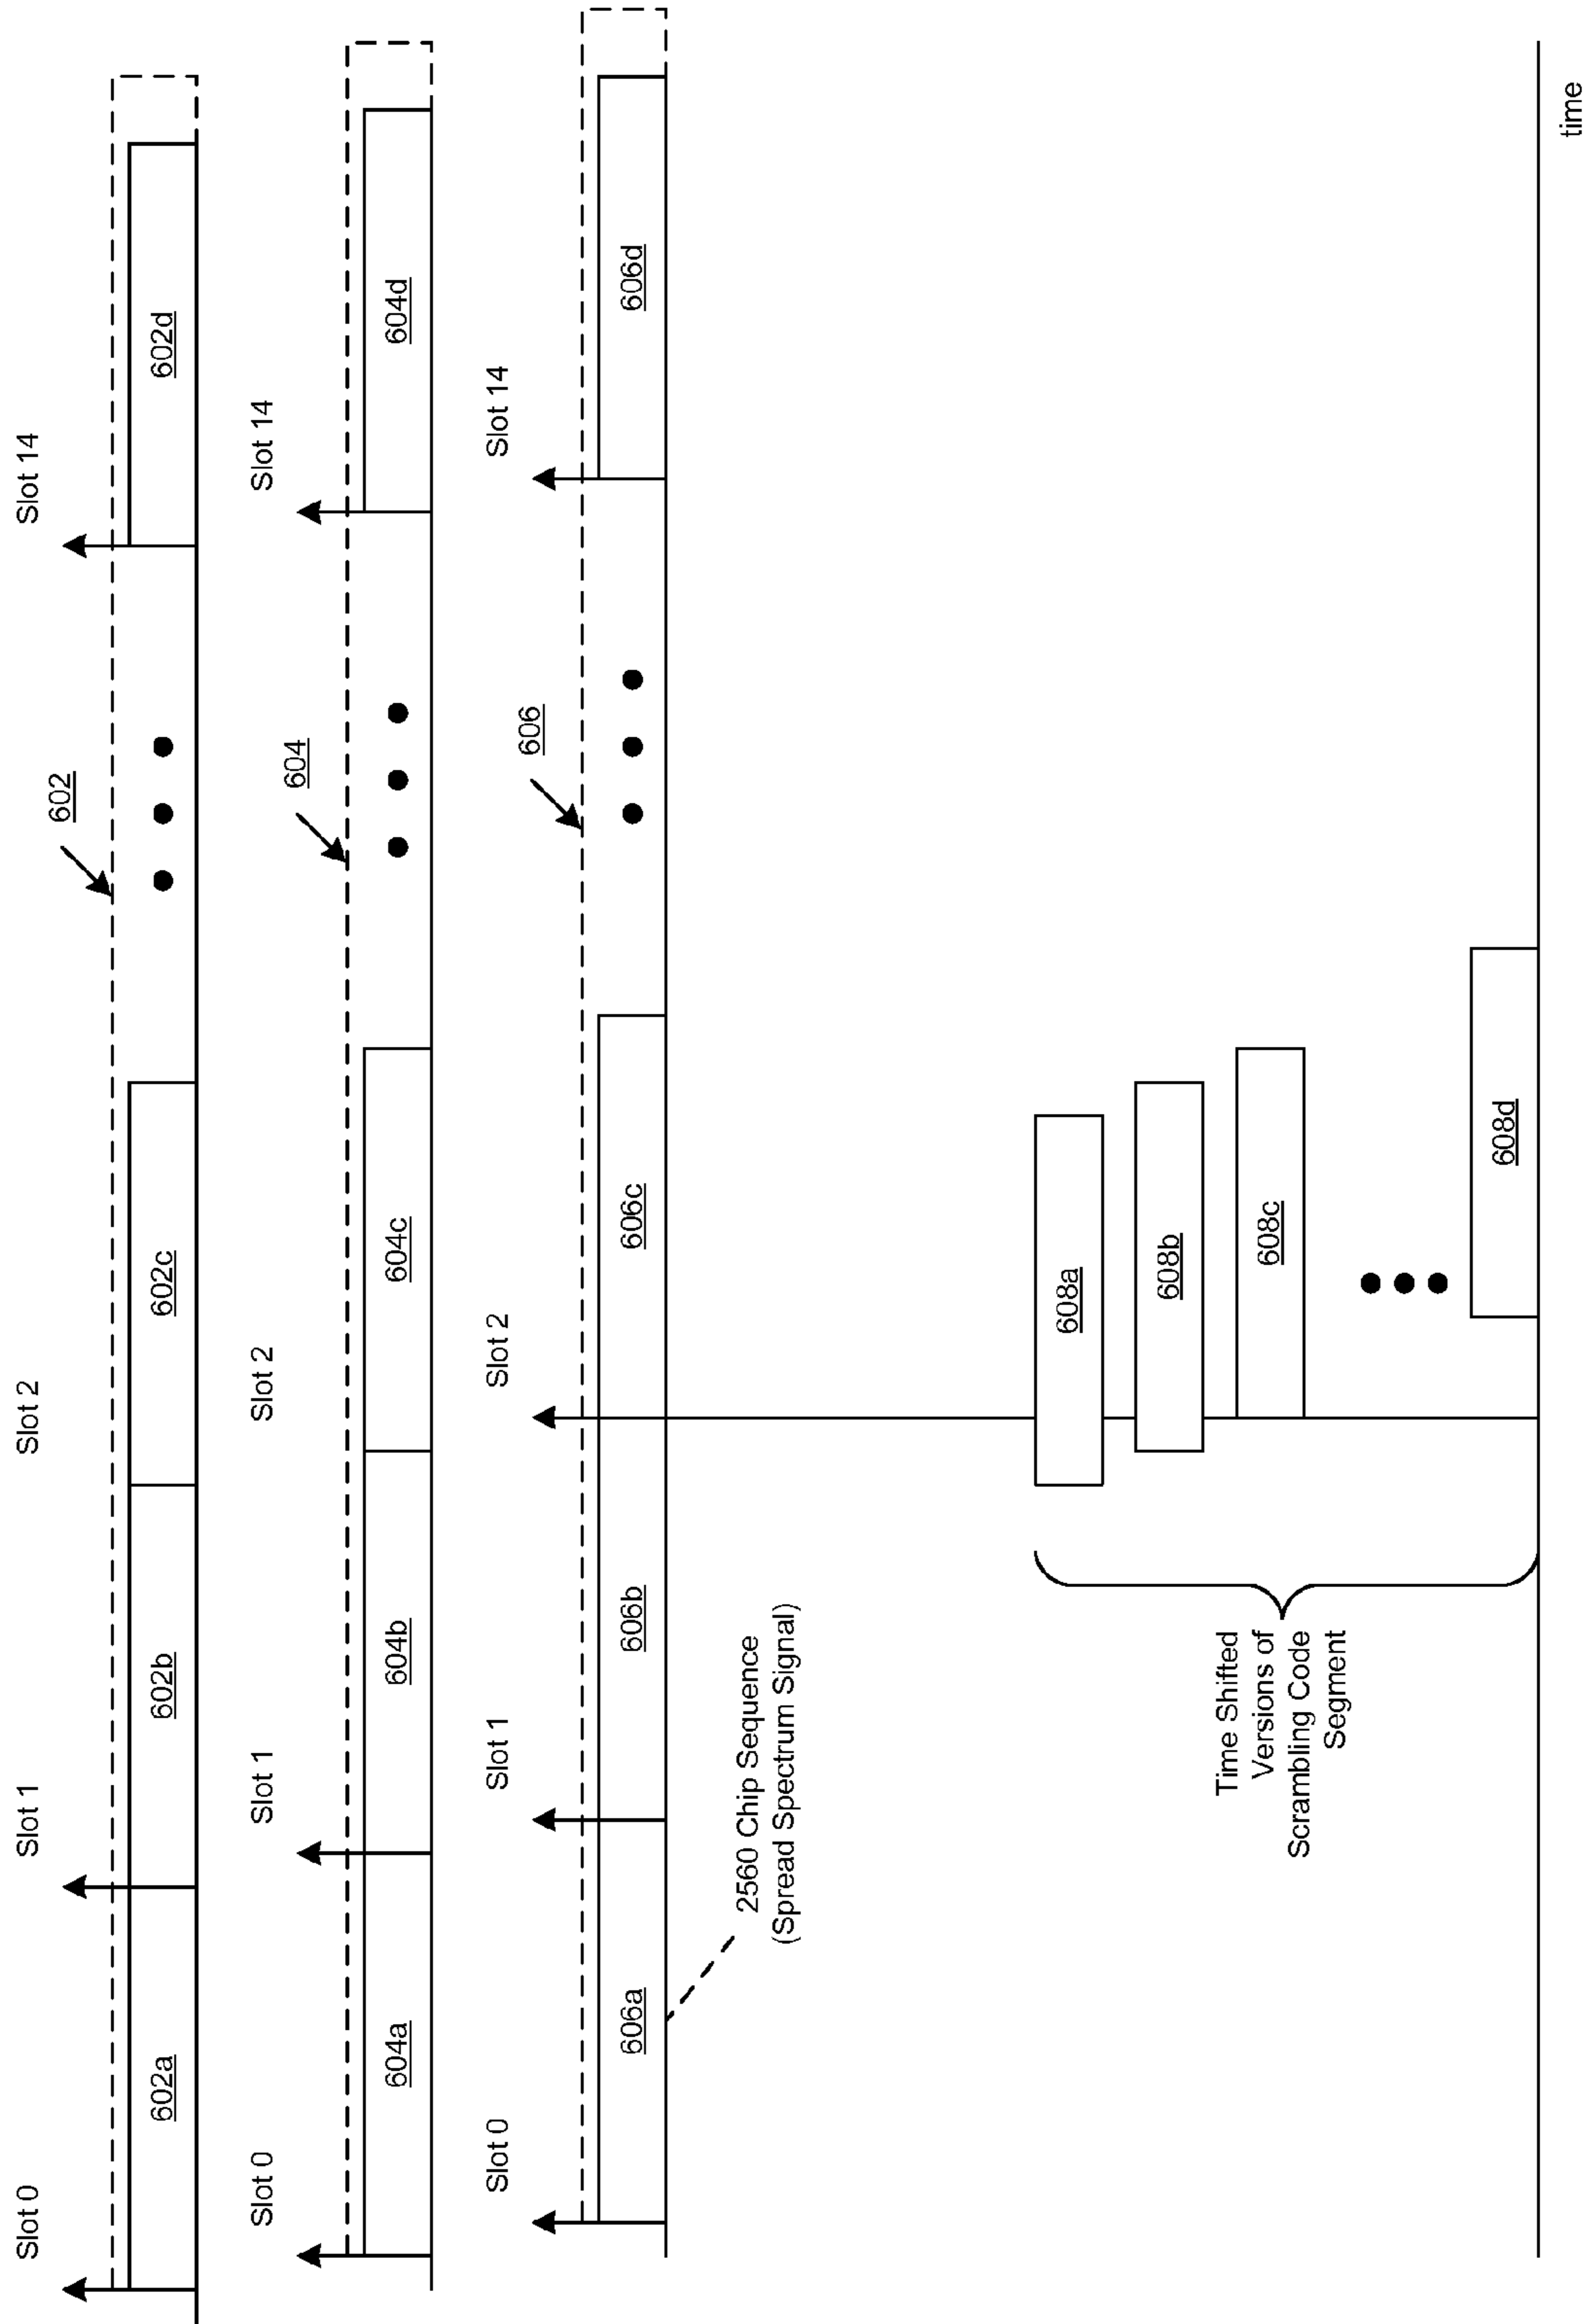 Slot 0
Slot 1
Slot 2
Slot 14
602
602a
602b
602c
602d
Slot 0
Slot 1
Slot 2
Slot 14
604
604a
604b
604c
604d
Slot 0
Slot 1
Slot 2
Slot 14
606
606a
606b
606c
606d
2560 Chip Sequence
(Spread Spectrum Signal)
608a
608b
608c
608d
Time Shifted
Versions of
Scrambling Code
Segment
time